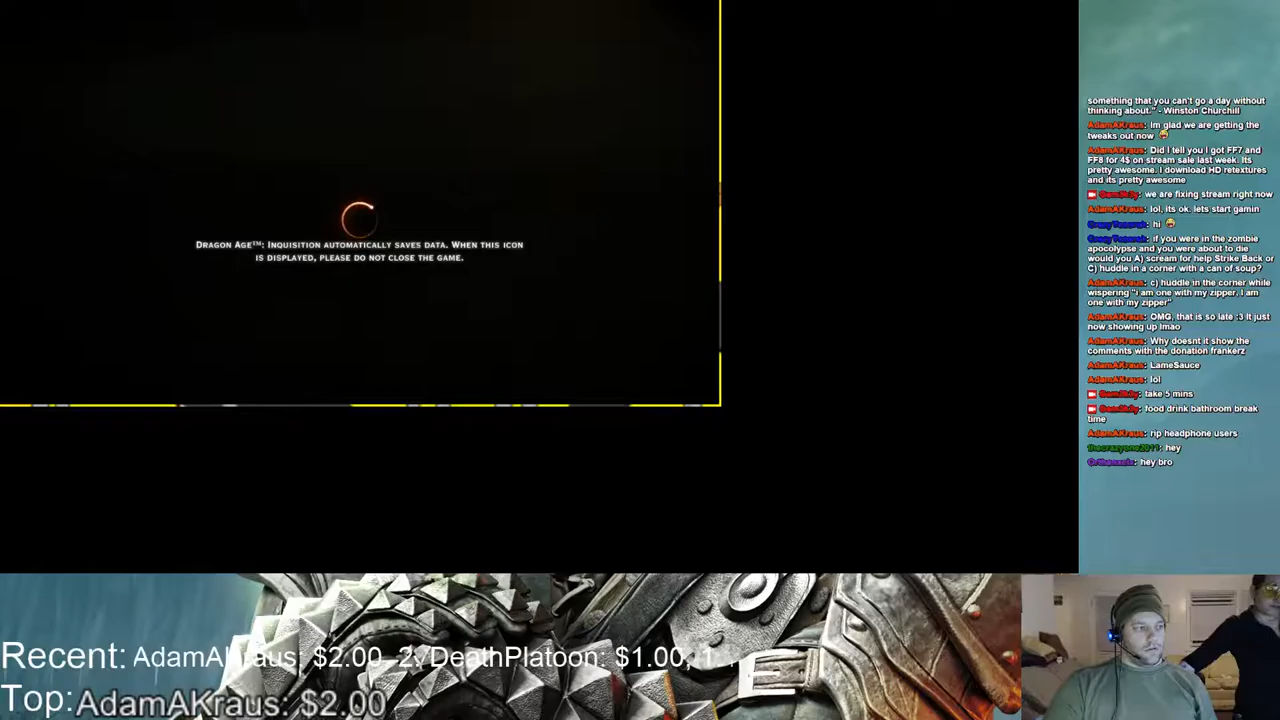 DRAGON AGE™: INQUISITION AUTOMATICALLY SAVES DATA. WHEN THIS ICON
IS DISPLAYED, PLEASE DO NOT CLOSE THE GAME.
something that you can't go a day without
thinking about." - Winston Churchill
AdamAKraus: Im glad we are getting the
tweaks out now
AdamAKraus: Did I tell you I got FF7 and
FF8 for 4$ on stream sale last week. Its
pretty awesome. I download HD retextures
and its pretty awesome
we are fixing stream right now
AdamAKraus: lol, its ok. lets start gamin
hi
if you were in the zombie
apocolypse and you were about to die
would you A) scream for help Strike Back or
C) huddle in a corner with a can of soup?
AdamAKraus: c) huddle in the corner while
wispering "I am one with my zipper, I am
one with my zipper"
AdamAKraus: OMG, that is so late :3 It just
now showing up lmao
AdamAKraus: Why doesnt it show the
comments with the donation frankerz
AdamAKraus: LameSauce
AdamAKraus: lol
take 5 mins
food drink bathroom break
time
AdamAKraus: rip headphone users
thecrazyone2011: hey
hey bro
Recent: AdamAKraus: $2.00, 2. DeathPlatoon: $1.00, 1
Top: AdamAKraus: $2.00